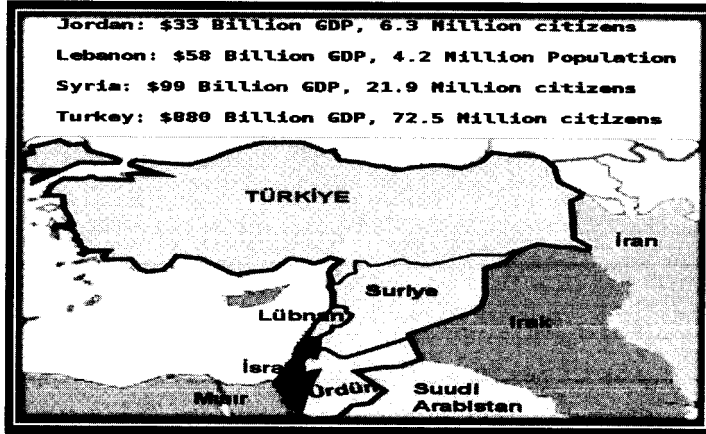 Jordan: $33 Billion GDP, 6.3 Million citizens
Lebanon: $58 Billion GDP, 4.2 Million Population
Syria: $99 Billion GDP, 21.9 Million citizens
Turkey: $880 Billion GDP, 72.5 Million citizens
TÜRKİYE
İran
Suriye
Lübnan
Irak
İsra
Ürdün
Suudi
Arabistan
Mısır